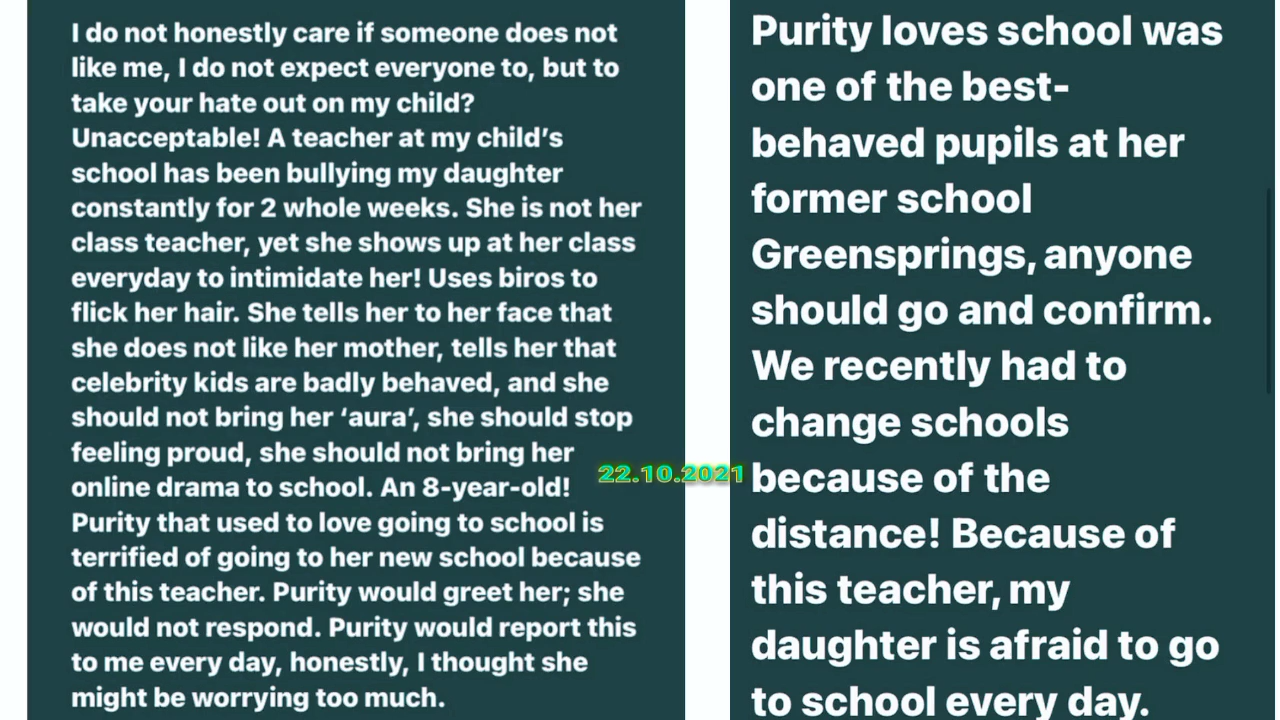 I do not honestly care if someone does not
like me, I do not expect everyone to, but to
take your hate out on my child?
Unacceptable! A teacher at my child’s
school has been bullying my daughter
constantly for 2 whole weeks. She is not her
class teacher, yet she shows up at her class
everyday to intimidate her! Uses biros to
flick her hair. She tells her to her face that
she does not like her mother, tells her that
celebrity kids are badly behaved, and she
should not bring her ‘aura’, she should stop
feeling proud, she should not bring her
online drama to school. An 8-year-old!
Purity that used to love going to school is
terrified of going to her new school because
of this teacher. Purity would greet her; she
would not respond. Purity would report this
to me every day, honestly, I thought she
might be worrying too much.
22.10.2021
Purity loves school was
one of the best-
behaved pupils at her
former school
Greensprings, anyone
should go and confirm.
We recently had to
change schools
because of the
distance! Because of
this teacher, my
daughter is afraid to go
to school every day.